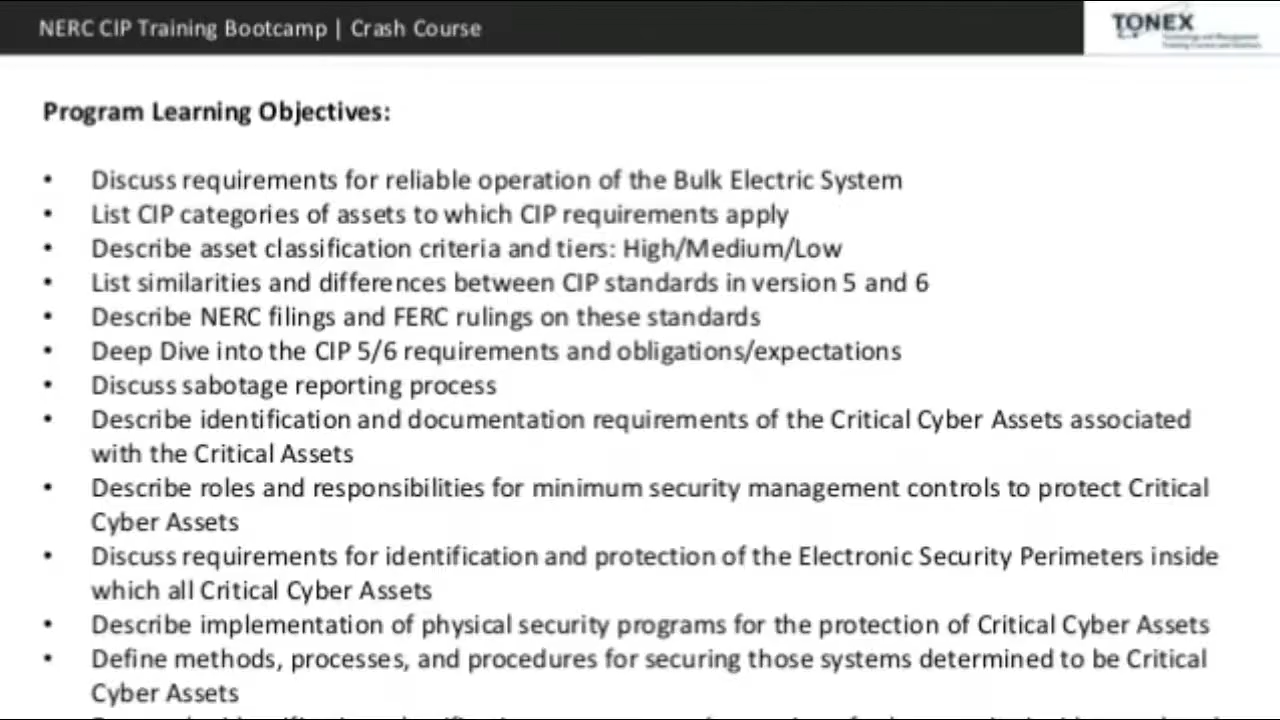 NERC CIP Training Bootcamp | Crash Course
TONEX
Program Learning Objectives:
• Discuss requirements for reliable operation of the Bulk Electric System
• List CIP categories of assets to which CIP requirements apply
• Describe asset classification criteria and tiers: High/Medium/Low
• List similarities and differences between CIP standards in version 5 and 6
• Describe NERC filings and FERC rulings on these standards
• Deep Dive into the CIP 5/6 requirements and obligations/expectations
• Discuss sabotage reporting process
• Describe identification and documentation requirements of the Critical Cyber Assets associated
with the Critical Assets
• Describe roles and responsibilities for minimum security management controls to protect Critical
Cyber Assets
• Discuss requirements for identification and protection of the Electronic Security Perimeters inside
which all Critical Cyber Assets
• Describe implementation of physical security programs for the protection of Critical Cyber Assets
• Define methods, processes, and procedures for securing those systems determined to be Critical
Cyber Assets